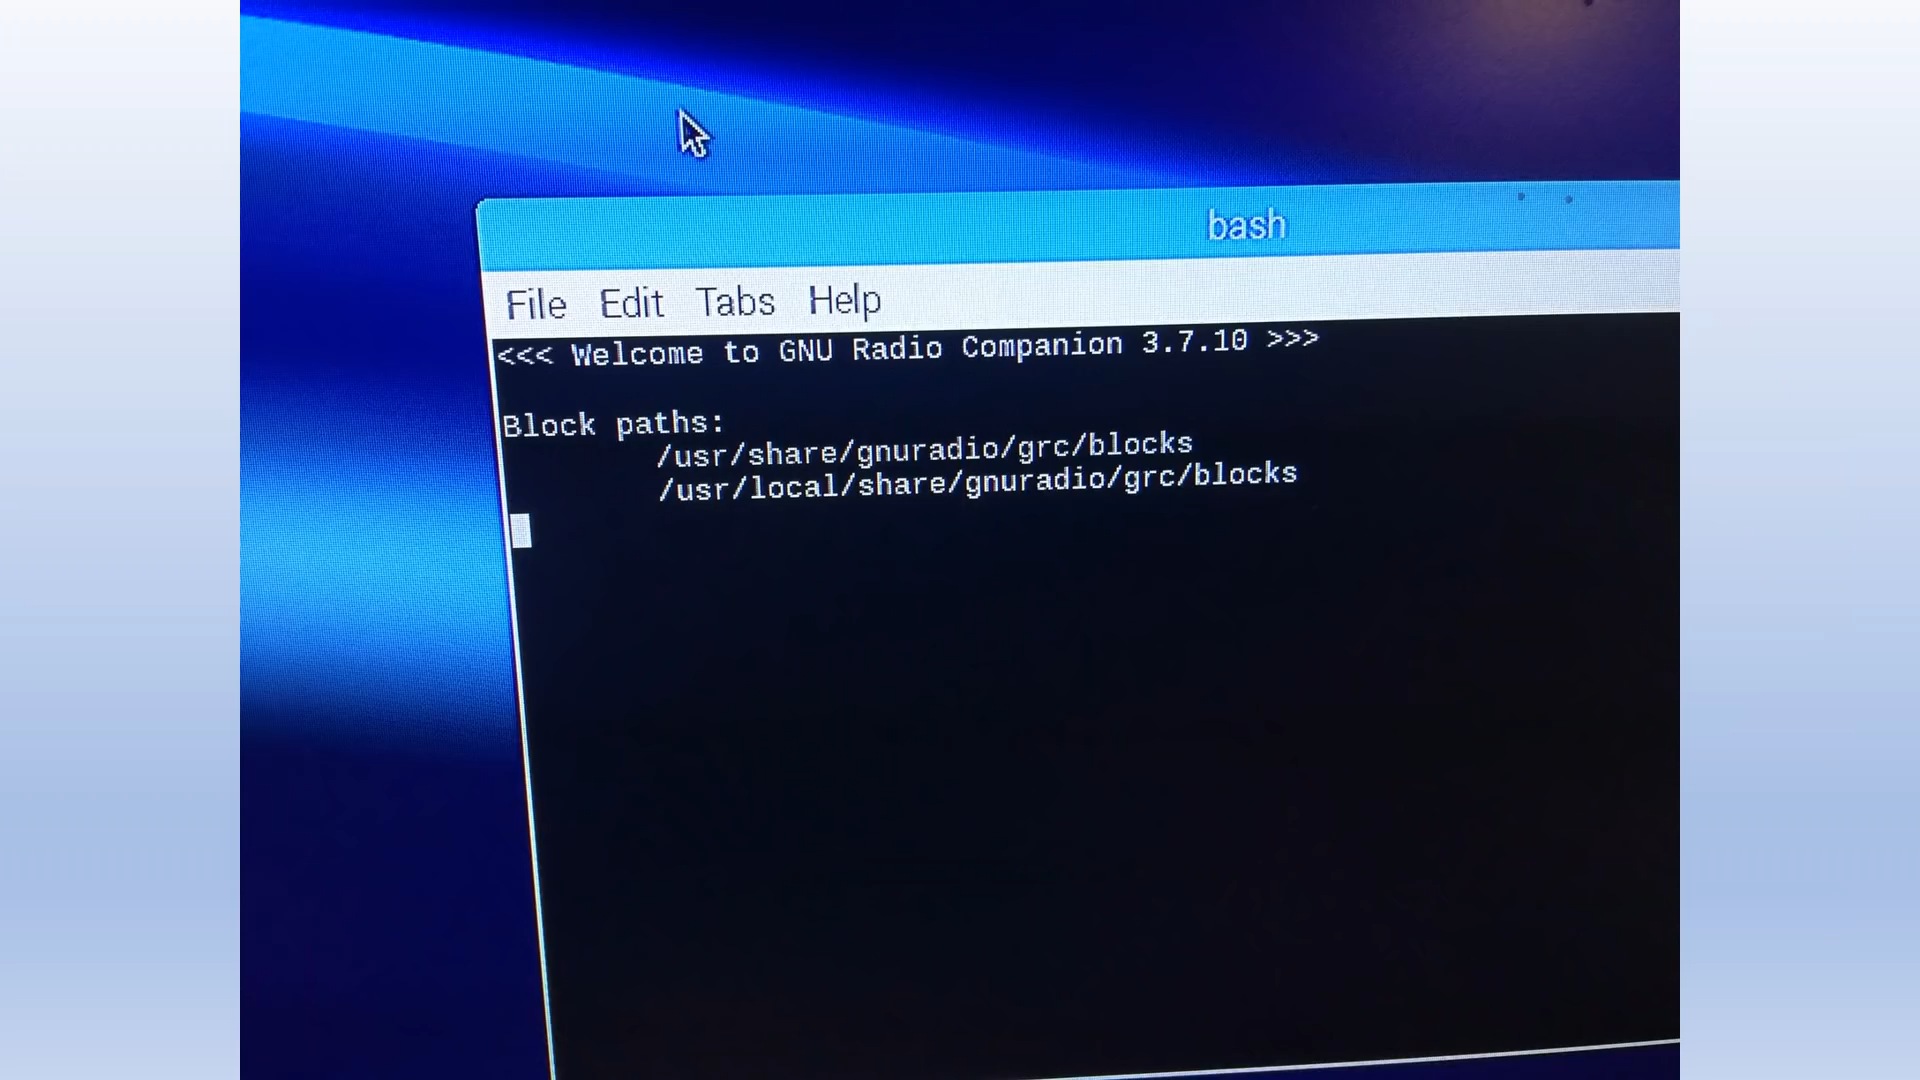 bash
File Edit Tabs Help
<<< Welcome to GNU Radio Companion 3.7.10 >>>
Block paths:
/usr/share/gnuradio/grc/blocks
/usr/local/share/gnuradio/grc/blocks